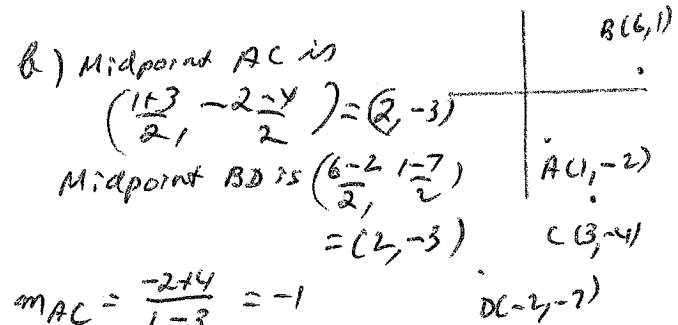 b) Midpoint AC is
(1+3/2, -2-4/2) = (2, -3)
Midpoint BD is (6-2/2, 1-7/2)
= (2, -3)
m_AC = -2+4/1-3 = -1
B(6,1)
A(1,-2)
C(3,-4)
D(-2,-7)